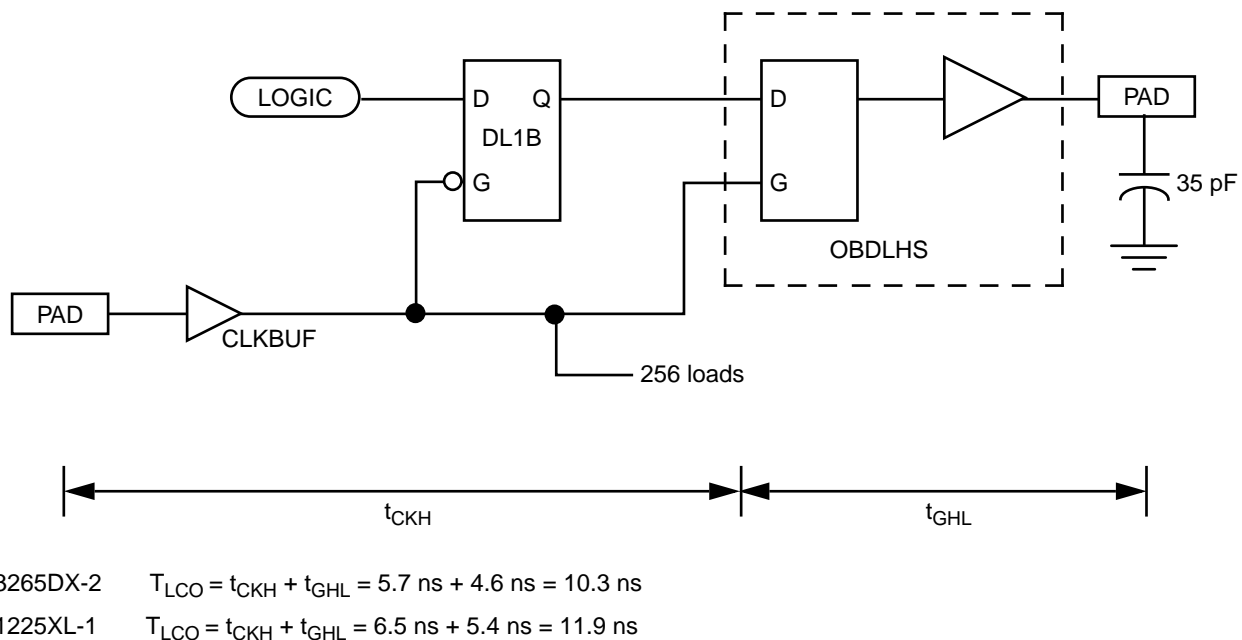 LOGIC
D Q
DL1B
G
D
G
OBDLHS
PAD
35 pF
PAD
CLKBUF
256 loads
tCKH
tGHL
3265DX-2 TLCO = tCKH + tGHL = 5.7 ns + 4.6 ns = 10.3 ns
1225XL-1 TLCO = tCKH + tGHL = 6.5 ns + 5.4 ns = 11.9 ns